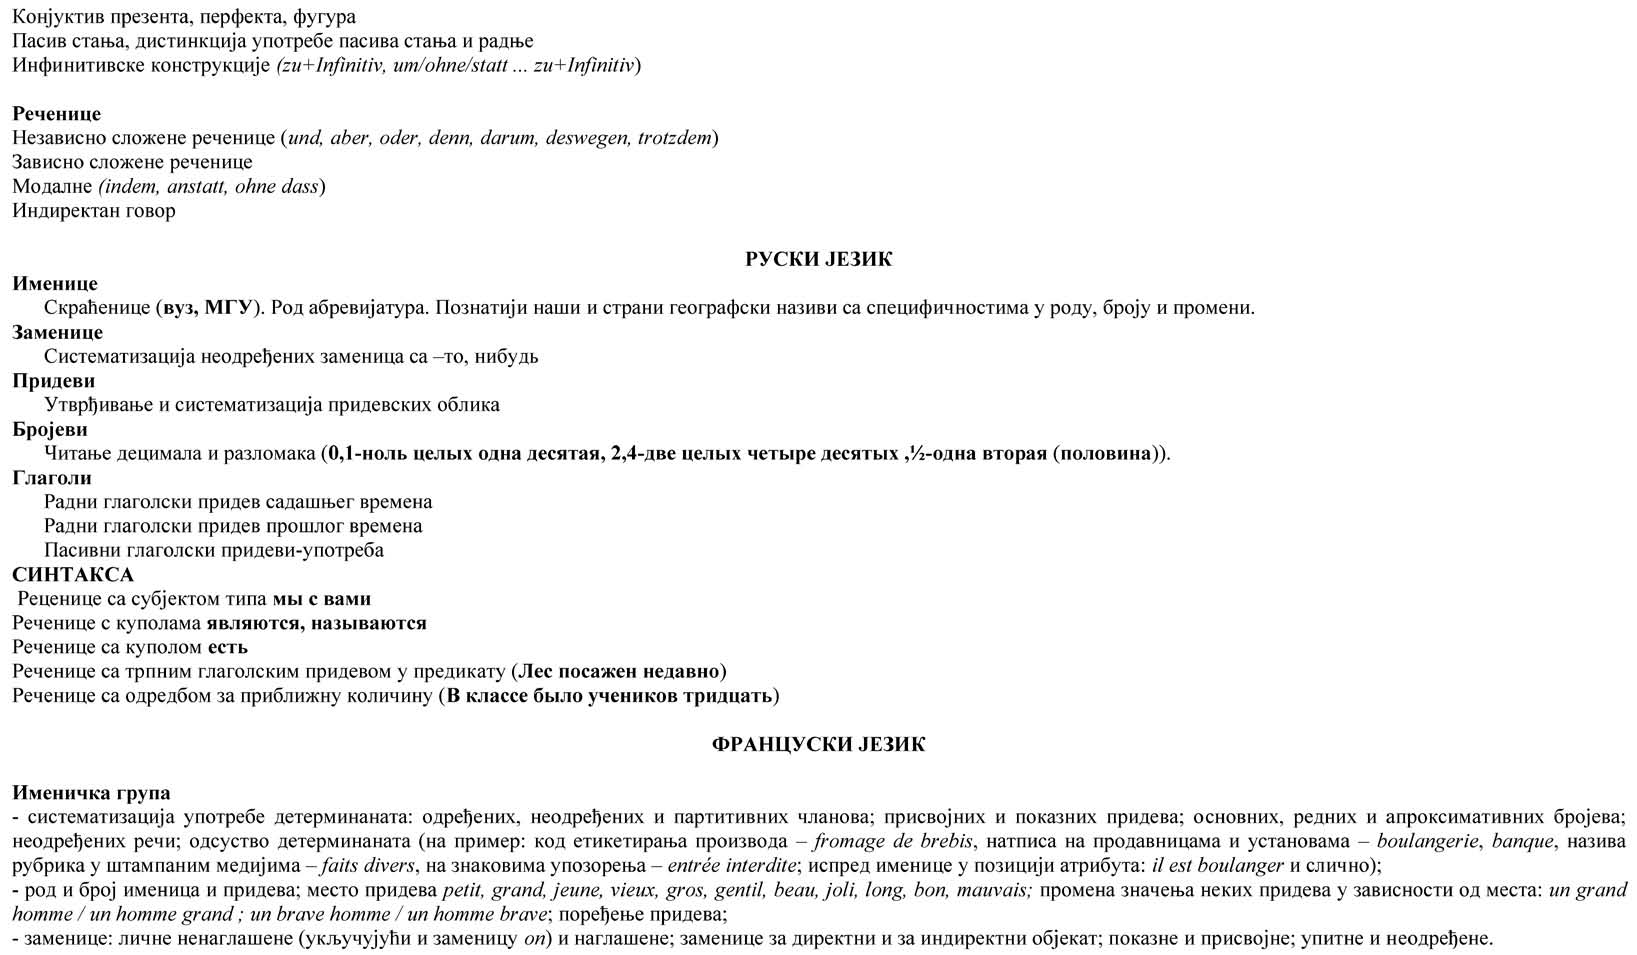 Конјуктив презента, перфекта, фугура
Пасив стања, дистинкција употребе пасива стања и радње
Инфинитивске конструкције (zu+Infinitiv, um/ohne/statt ... zu+Infinitiv)
Реченице
Независно сложене реченице (und, aber, oder, denn, darum, deswegen, trotzdem)
Зависно сложене реченице
Модалне (indem, anstatt, ohne dass)
Индиректан говор
РУСКИ ЈЕЗИК
Именице
Скраћенице (вуз, МГУ). Род абревијатура. Познатији наши и страни географски називи са специфичностима у роду, броју и промени.
Заменице
Систематизација неодређених заменица са –то, нибудь
Придеви
Утврђивање и систематизација придевских облика
Бројеви
Читање децимала и разломака (0,1-ноль целых одна десятая, 2,4-две целых четыре десятых ,½-одна вторая (половина)).
Глаголи
Радни глаголски придев садашњег времена
Радни глаголски придев прошлог времена
Пасивни глаголски придеви-употреба
СИНТАКСА
Реценице са субјектом типа мы с вами
Реченице с куполама являются, называются
Реченице са куполом есть
Реченице са трпним глаголским придевом у предикату (Лес посажен недавно)
Реченице са одредбом за приближну количину (В классе было учеников тридцать)
ФРАНЦУСКИ ЈЕЗИК
Именичка група
- систематизација употребе детерминаната: одређених, неодређених и партитивних чланова; присвојних и показних придева; основних, редних и апроксимативних бројева;
неодређених речи; одсуство детерминаната (на пример: код етикетирања производа – fromage de brebis, натписа на продавницама и установама – boulangerie, banque, назива
рубрика у штампаним медијима – faits divers, на знаковима упозорења – entrée interdite; испред именице у позицији атрибута: il est boulanger и слично);
- род и број именица и придева; место придева petit, grand, jeune, vieux, gros, gentil, beau, joli, long, bon, mauvais; промена значења неких придева у зависности од места: un grand
homme / un homme grand ; un brave homme / un homme brave; поређење придева;
- заменице: личне ненаглашене (укључујући и заменицу on) и наглашене; заменице за директни и за индиректни објекат; показне и присвојне; упитне и неодређене.